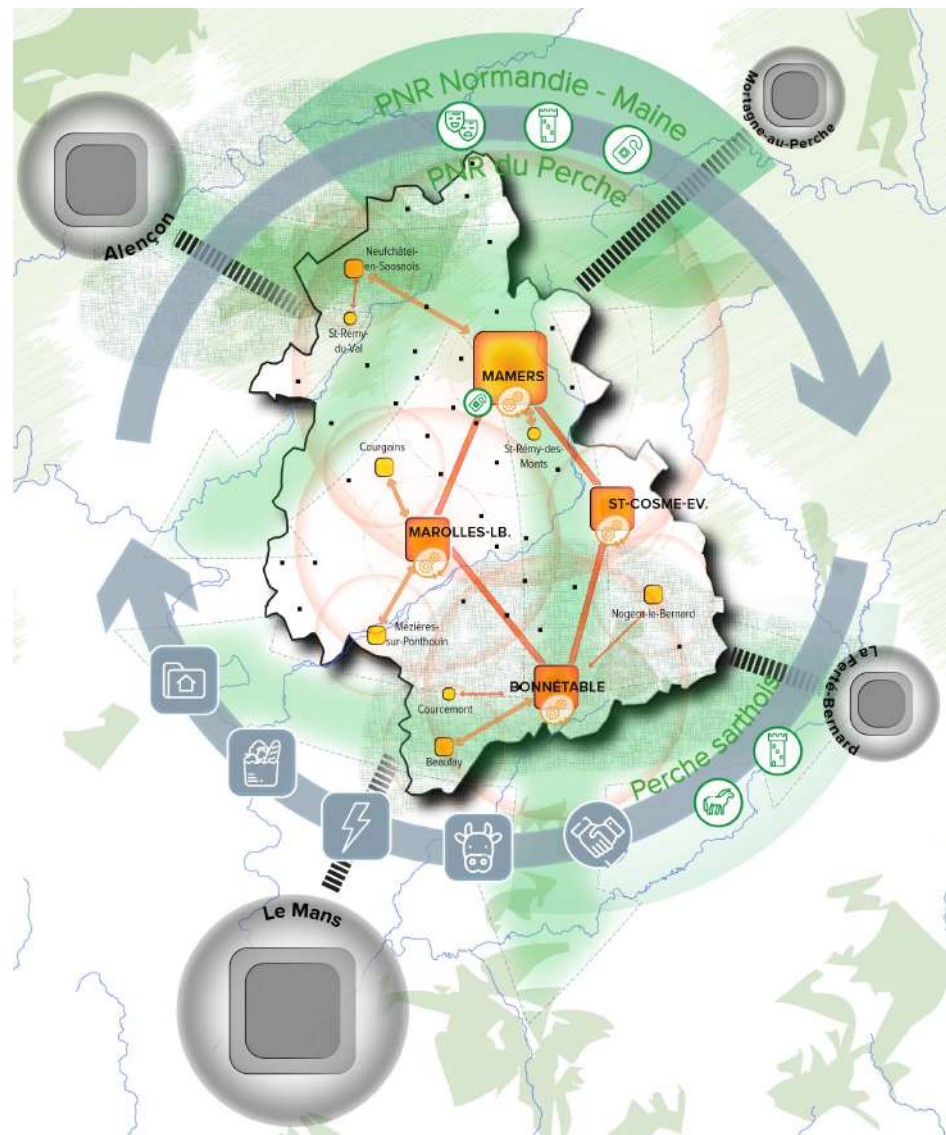 PNR Normandie - Maine
PNR du Perche
Mortagne-au-Perche
Alençon
Neufchâtel-
en-Saosnois
St-Rémy-
du-Val
MAMERS
Courgains
St-Rémy-des-
Monts
ST-COSME-EV.
MAROLLES-LB.
Nogent-le-Bernard
Mézières-
sur-Ponthouin
BONNÉTABLE
Courcemont
Beaufay
La Ferté-Bernard
Perche sarthois
Le Mans